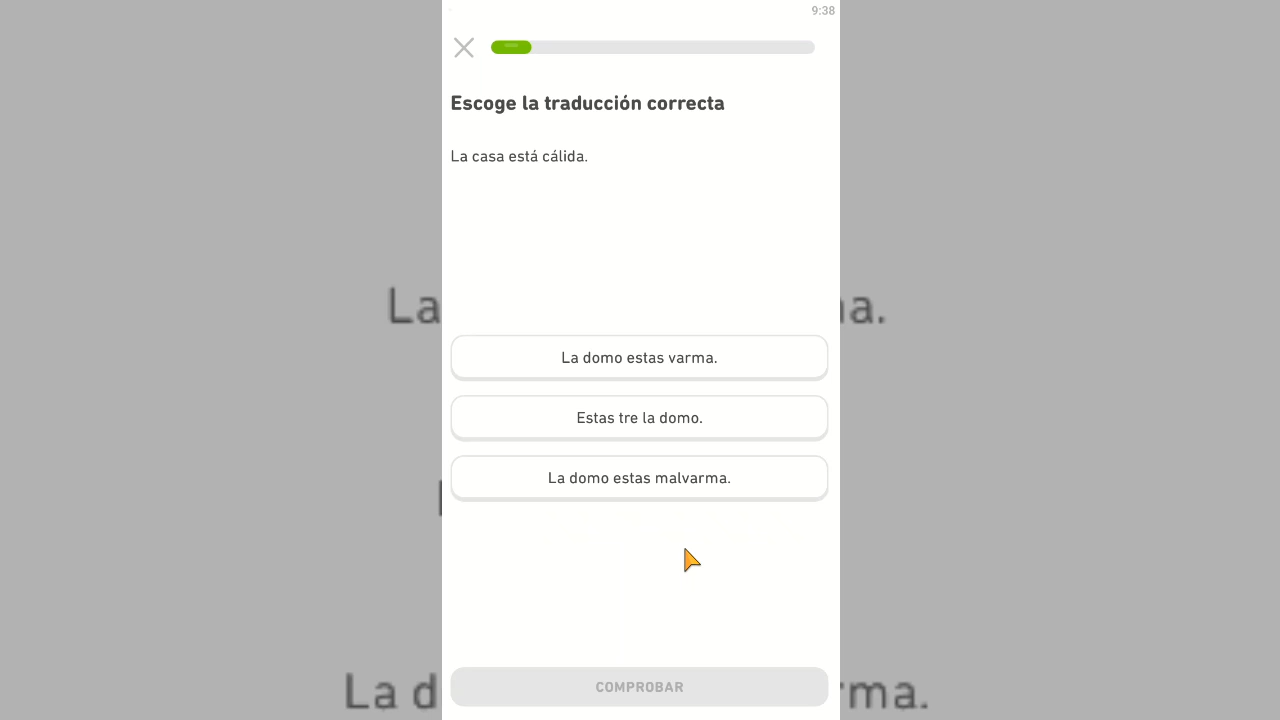 9:38
Escoge la traducción correcta
La casa está cálida.
La domo estas varma.
Estas tre la domo.
La domo estas malvarma.
COMPROBAR